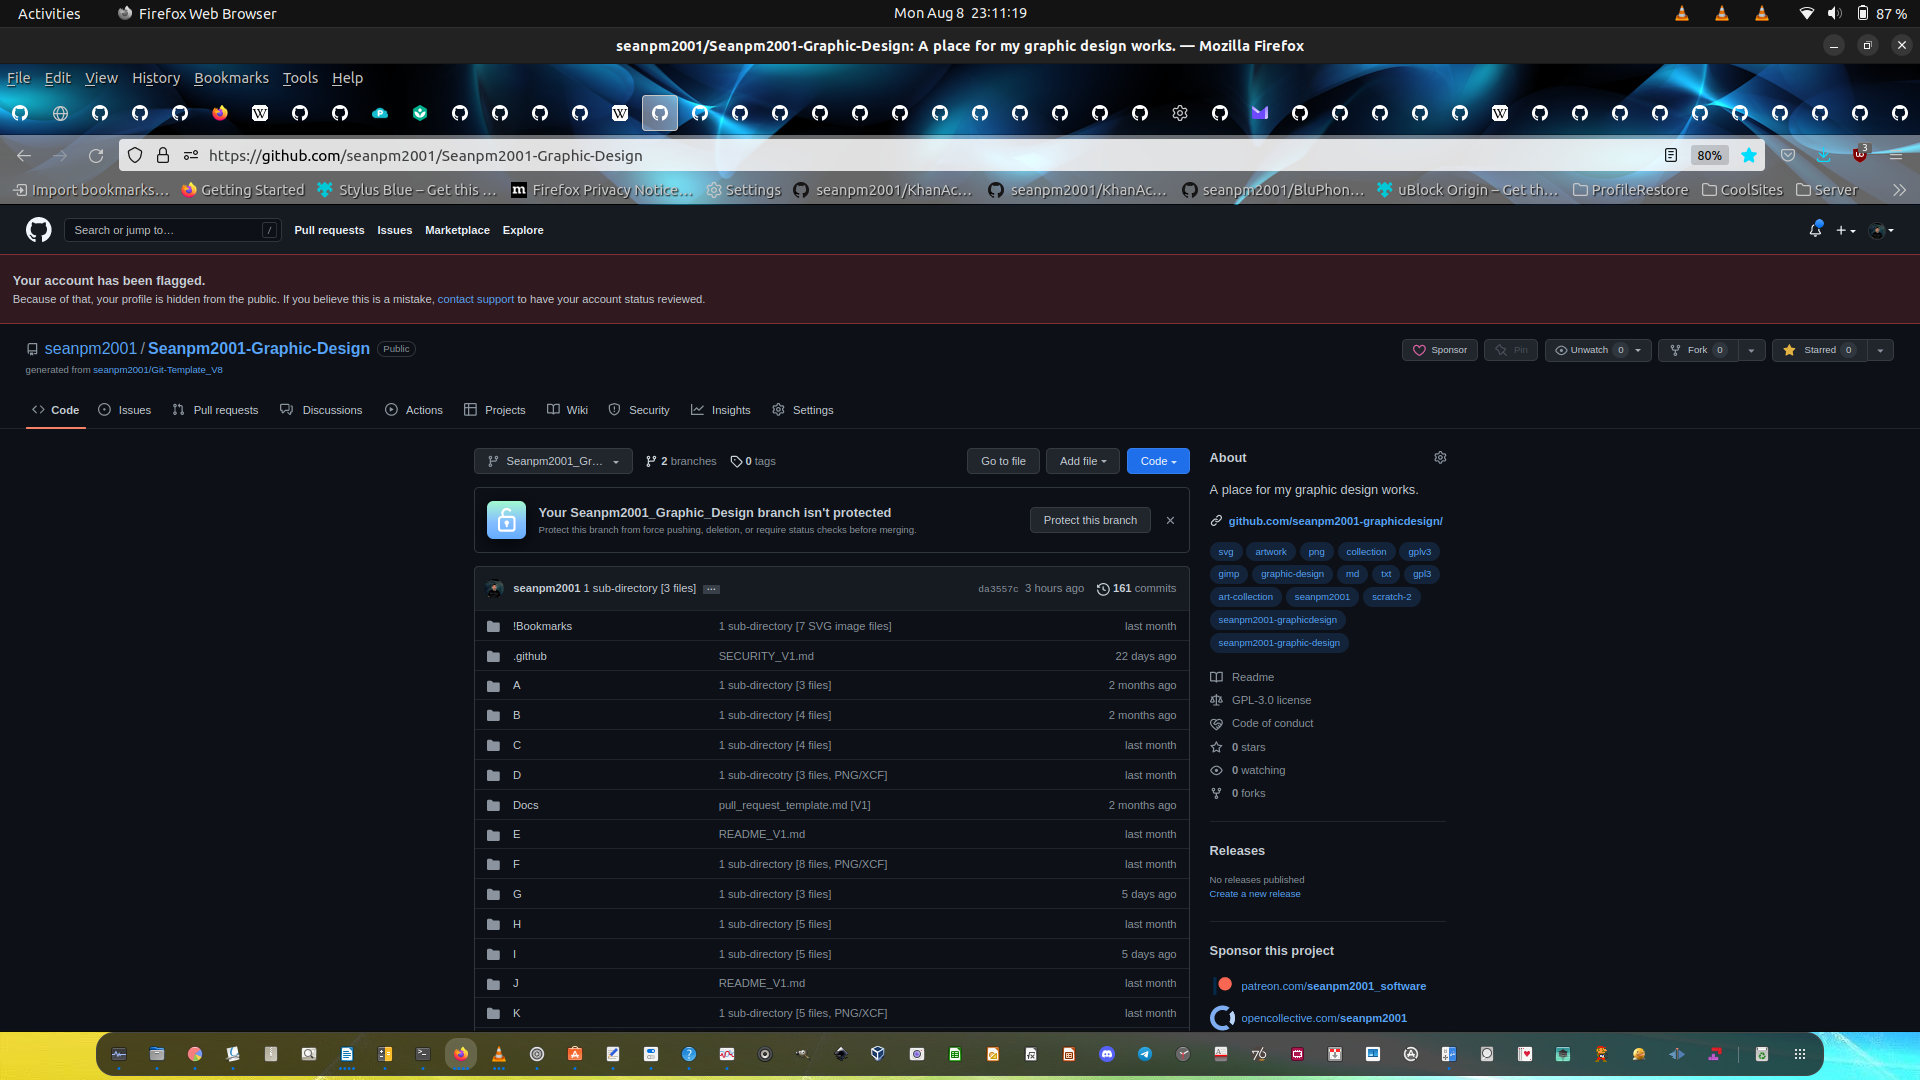 Activities
Firefox Web Browser
Mon Aug 8 23:11:19
87 %
seanpm2001/Seanpm2001-Graphic-Design: A place for my graphic design works. — Mozilla Firefox
File Edit View History Bookmarks Tools Help
https://github.com/seanpm2001/Seanpm2001-Graphic-Design
80%
3
Import bookmarks… Getting Started Stylus Blue – Get this … Firefox Privacy Notice… Settings seanpm2001/KhanAc… seanpm2001/KhanAc… seanpm2001/BluPhon… uBlock Origin – Get th… ProfileRestore CoolSites Server
Search or jump to… /
Pull requests Issues Marketplace Explore
Your account has been flagged.
Because of that, your profile is hidden from the public. If you believe this is a mistake, contact support to have your account status reviewed.
seanpm2001 / Seanpm2001-Graphic-Design Public
generated from seanpm2001/Git-Template_V8
Sponsor Pin Unwatch 0 Fork 0 Starred 0
Code Issues Pull requests Discussions Actions Projects Wiki Security Insights Settings
Seanpm2001_Gr… 2 branches 0 tags
Go to file Add file Code
Your Seanpm2001_Graphic_Design branch isn't protected
Protect this branch from force pushing, deletion, or require status checks before merging.
Protect this branch
seanpm2001 1 sub-directory [3 files] … da3557c 3 hours ago 161 commits
!Bookmarks 1 sub-directory [7 SVG image files] last month
.github SECURITY_V1.md 22 days ago
A 1 sub-directory [3 files] 2 months ago
B 1 sub-directory [4 files] 2 months ago
C 1 sub-directory [4 files] last month
D 1 sub-direcotry [3 files, PNG/XCF] last month
Docs pull_request_template.md [V1] 2 months ago
E README_V1.md last month
F 1 sub-directory [8 files, PNG/XCF] last month
G 1 sub-directory [3 files] 5 days ago
H 1 sub-directory [5 files] last month
I 1 sub-directory [5 files] 5 days ago
J README_V1.md last month
K 1 sub-directory [5 files, PNG/XCF] last month
About
A place for my graphic design works.
github.com/seanpm2001-graphicdesign/
svg artwork png collection gplv3
gimp graphic-design md txt gpl3
art-collection seanpm2001 scratch-2
seanpm2001-graphicdesign
seanpm2001-graphic-design
Readme
GPL-3.0 license
Code of conduct
0 stars
0 watching
0 forks
Releases
No releases published
Create a new release
Sponsor this project
patreon.com/seanpm2001_software
opencollective.com/seanpm2001